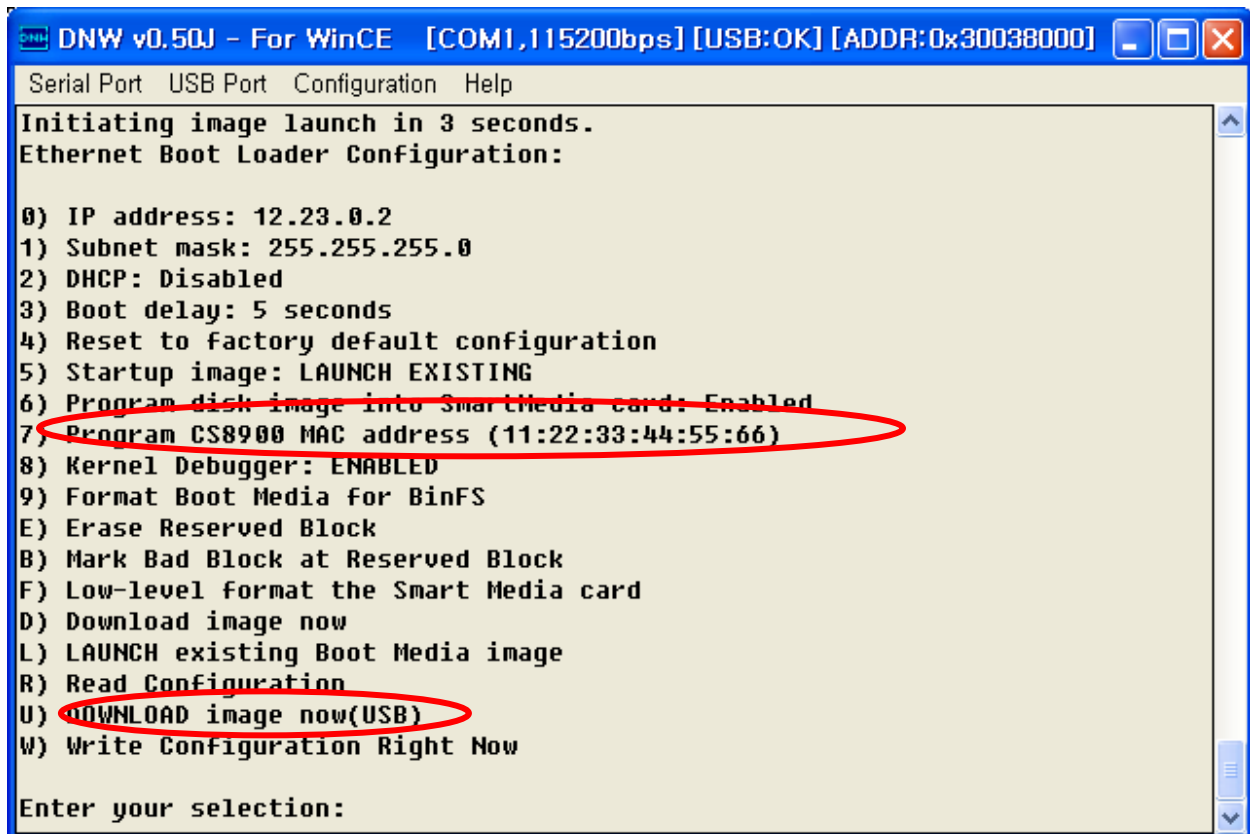 DNW v0.50J - For WinCE [COM1,115200bps] [USB:OK] [ADDR:0x30038000]
Serial Port USB Port Configuration Help
Initiating image launch in 3 seconds.
Ethernet Boot Loader Configuration:
0) IP address: 12.23.0.2
1) Subnet mask: 255.255.255.0
2) DHCP: Disabled
3) Boot delay: 5 seconds
4) Reset to factory default configuration
5) Startup image: LAUNCH EXISTING
6) Program disk image into SmartMedia card: Enabled
7) Program CS8900 MAC address (11:22:33:44:55:66)
8) Kernel Debugger: ENABLED
9) Format Boot Media for BinFS
E) Erase Reserved Block
B) Mark Bad Block at Reserved Block
F) Low-level format the Smart Media card
D) Download image now
L) LAUNCH existing Boot Media image
R) Read Configuration
U) DOWNLOAD image now(USB)
W) Write Configuration Right Now
Enter your selection: